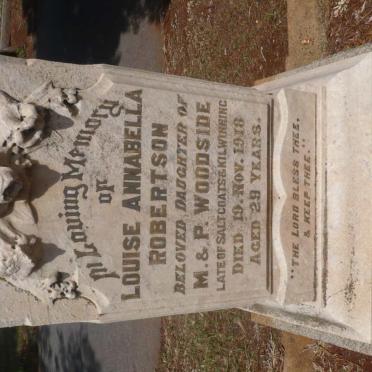 In Loving Memory
of
LOUISE ANNABELLA
ROBERTSON
BELOVED DAUGHTER OF
M. & P. WOODSIDE
LATE OF SALTCOATS & KILWINNING
DIED 19. NOV. 1918
AGED 29 YEARS.
"THE LORD BLESS THEE,
& KEEP THEE."